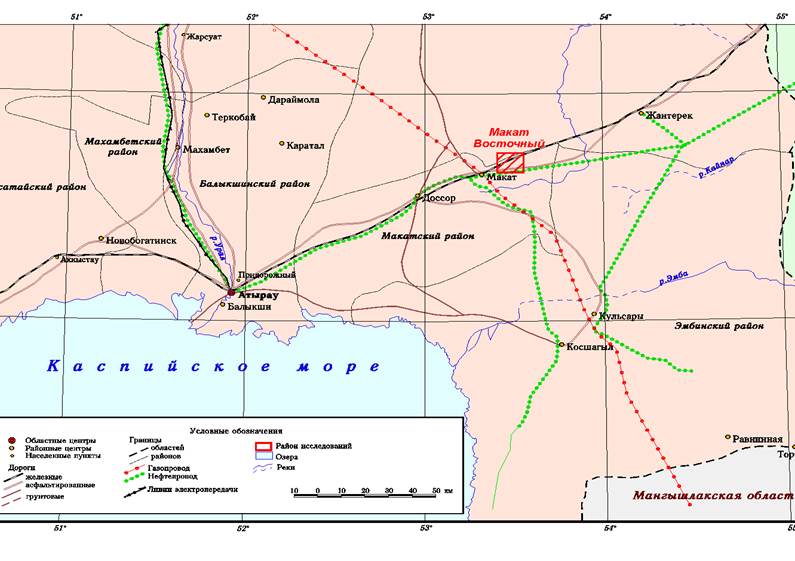 51° 52° 53° 54° 55°
Жарсуат
Дараймола
Теркобай
Жантерек
Макат
Восточный
Махамбетский
район
Махамбет
Каратал
р.Кайнар
Макат
сатайский район
Балыкшинский район
Доссор
Новобогатинск
р.Урал
Макатский район
Аккыстау
Приворожный
р.Эмба
Атырау
Балыкши
Кульсары
Эмбинский район
Косшагыл
Каспийское море
Условные обозначения
Областные центры
Районные центры
Населенные пункты
Дороги
железные
асфальтированные
грунтовые
Границы
областей
районов
Газопровод
Нефтепровод
Линии электропередачи
Район исследований
Озера
Реки
10 0 10 20 30 40 50 км
Равнинная
Тор
Мангышлакская област
51° 52° 53° 54° 55